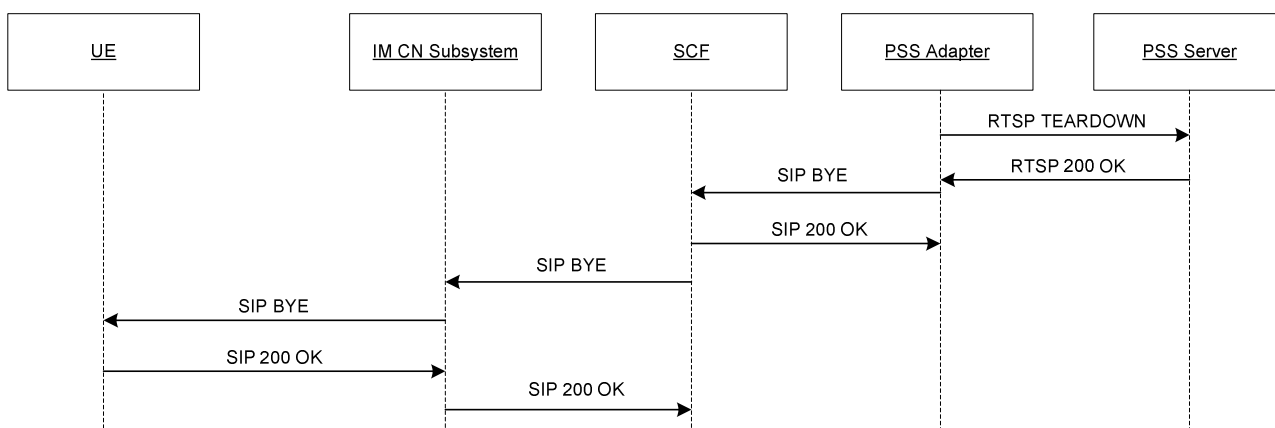 UE
IM CN Subsystem
SCF
PSS Adapter
PSS Server
RTSP TEARDOWN
RTSP 200 OK
SIP BYE
SIP 200 OK
SIP BYE
SIP BYE
SIP 200 OK
SIP 200 OK